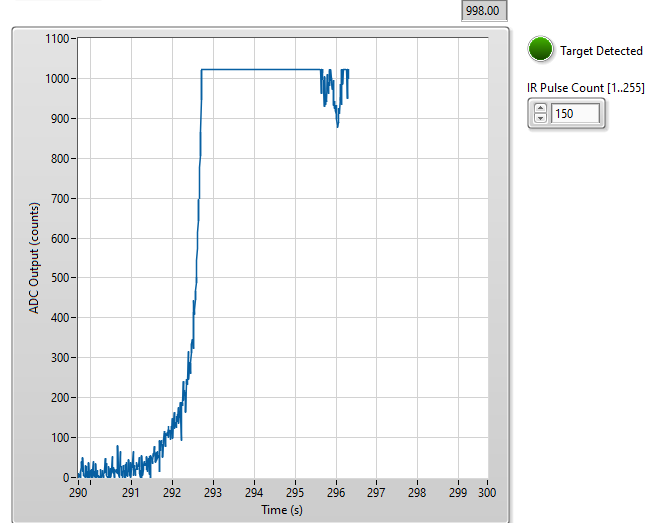 998.00
Target Detected
IR Pulse Count [1..255]
150
ADC Output (counts)
1100
1000
900
800
700
600
500
400
300
200
100
0
290 291 292 293 294 295 296 297 298 299 300
Time (s)